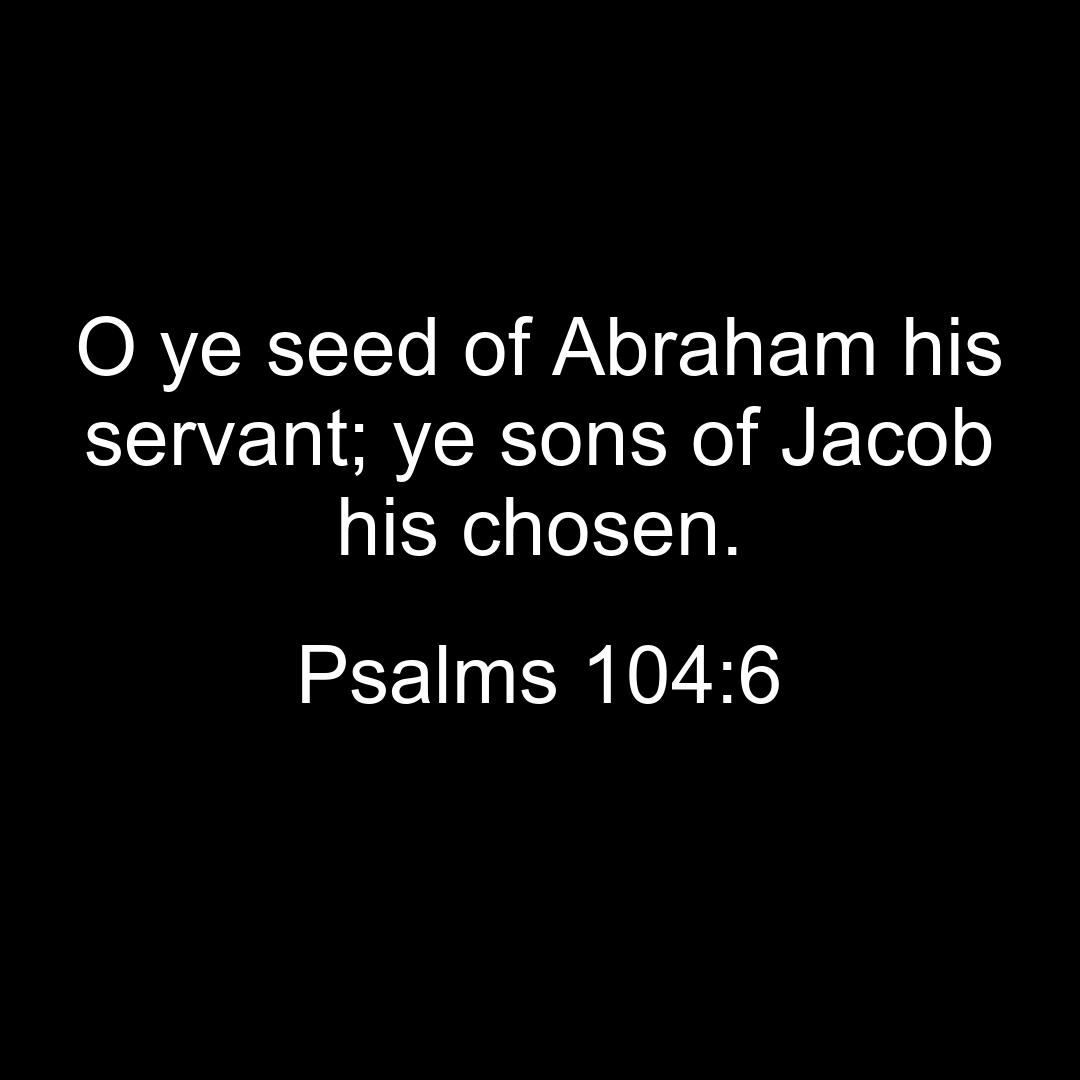 O ye seed of Abraham his
servant; ye sons of Jacob
his chosen.
Psalms 104:6